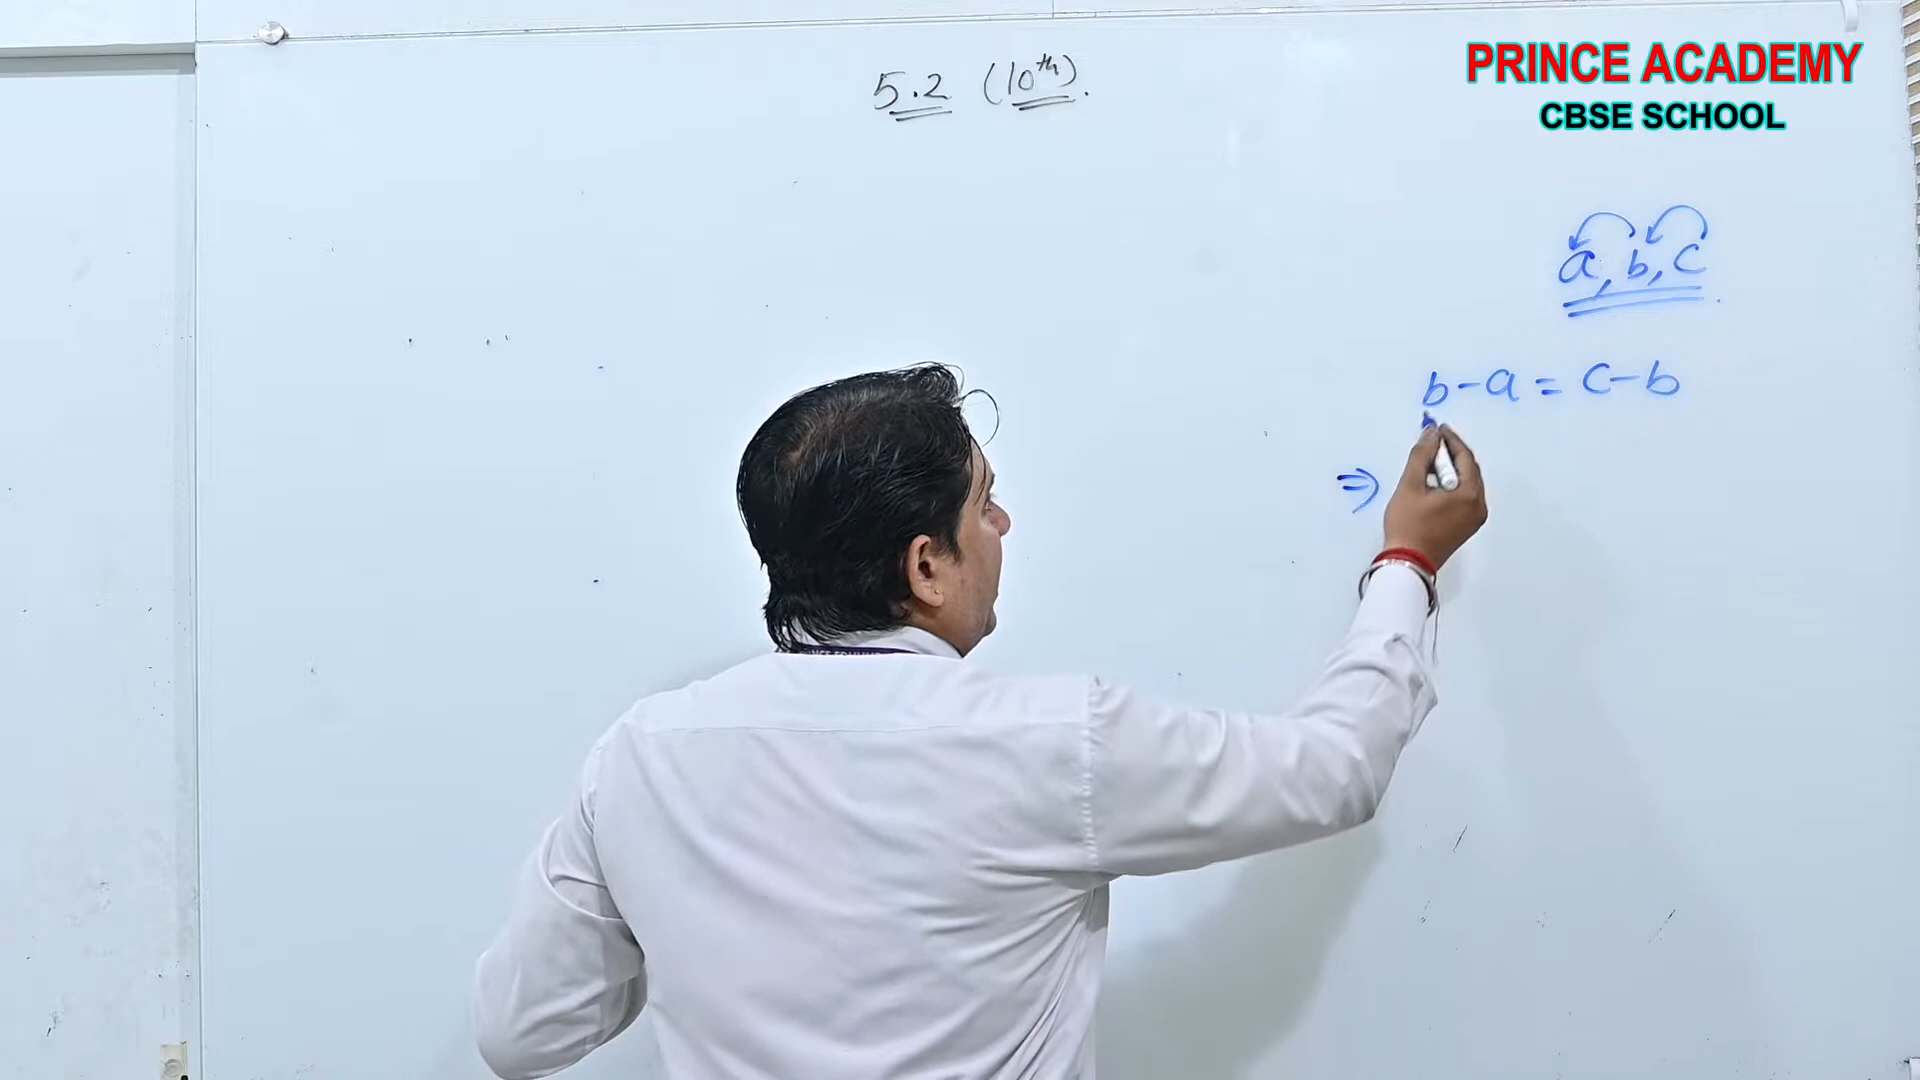 5.2 (10th).
PRINCE ACADEMY
CBSE SCHOOL
a, b, c
b - a = c - b
⇒